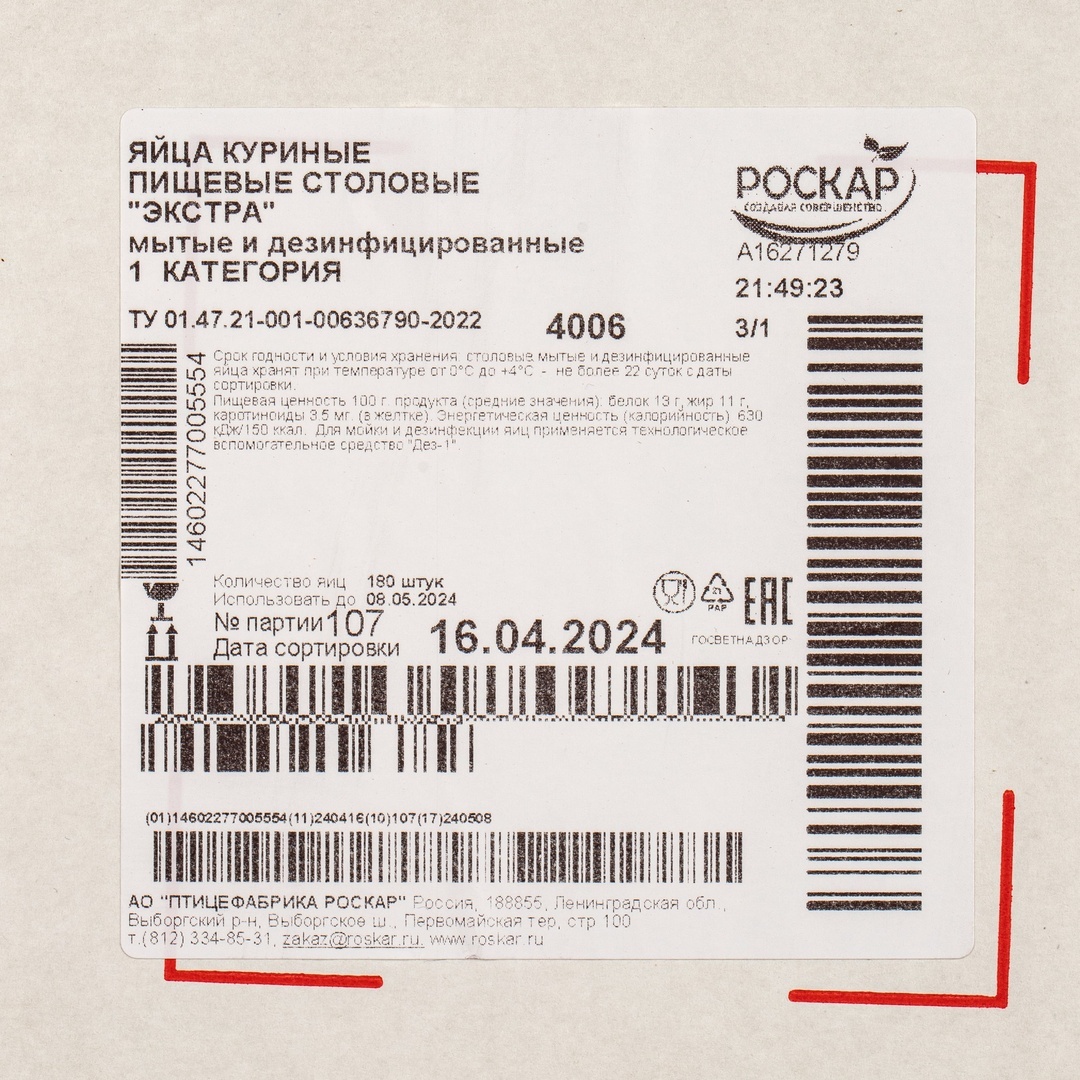 ЯЙЦА КУРИНЫЕ
ПИЩЕВЫЕ СТОЛОВЫЕ
"ЭКСТРА"
мытые и дезинфицированные
1 КАТЕГОРИЯ
РОСКАР
СОЗДАВАЯ СОВЕРШЕНСТВО
А16271279
21:49:23
ТУ 01.47.21-001-00636790-2022
4006
3/1
14602277005554
Срок годности и условия хранения: столовые мытые и дезинфицированные
яйца хранят при температуре от 0°С до +4°С - не более 22 суток с даты
сортировки.
Пищевая ценность 100 г. продукта (средние значения): белок 13 г, жир 11 г,
каротиноиды 3.5 мг. (в желтке). Энергетическая ценность (калорийность) 630
кДж/150 ккал. Для мойки и дезинфекции яиц применяется технологическое
вспомогательное средство "Дез-1".
Количество яиц 180 штук
Использовать до 08.05.2024
№ партии 107
Дата сортировки 16.04.2024
21
PAP
ЕАС
ГОСВЕТНАДЗОР
(01)14602277005554(11)240416(10)107(17)240508
АО "ПТИЦЕФАБРИКА РОСКАР" Россия, 188855, Ленинградская обл.,
Выборгский р-н, Выборгское ш., Первомайская тер, стр 100
т.(812) 334-85-31, zakaz@roskar.ru, www.roskar.ru